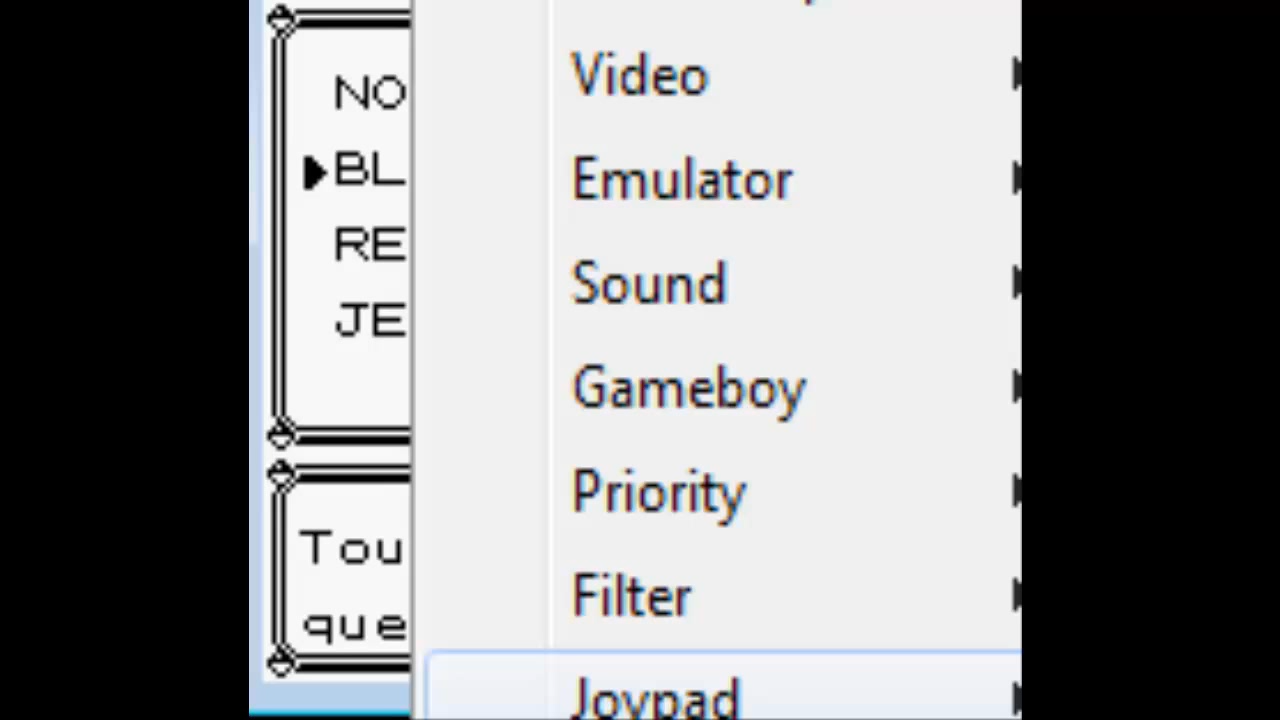 NO
BL
RE
JE
Tou
que
Video
Emulator
Sound
Gameboy
Priority
Filter
Joypad